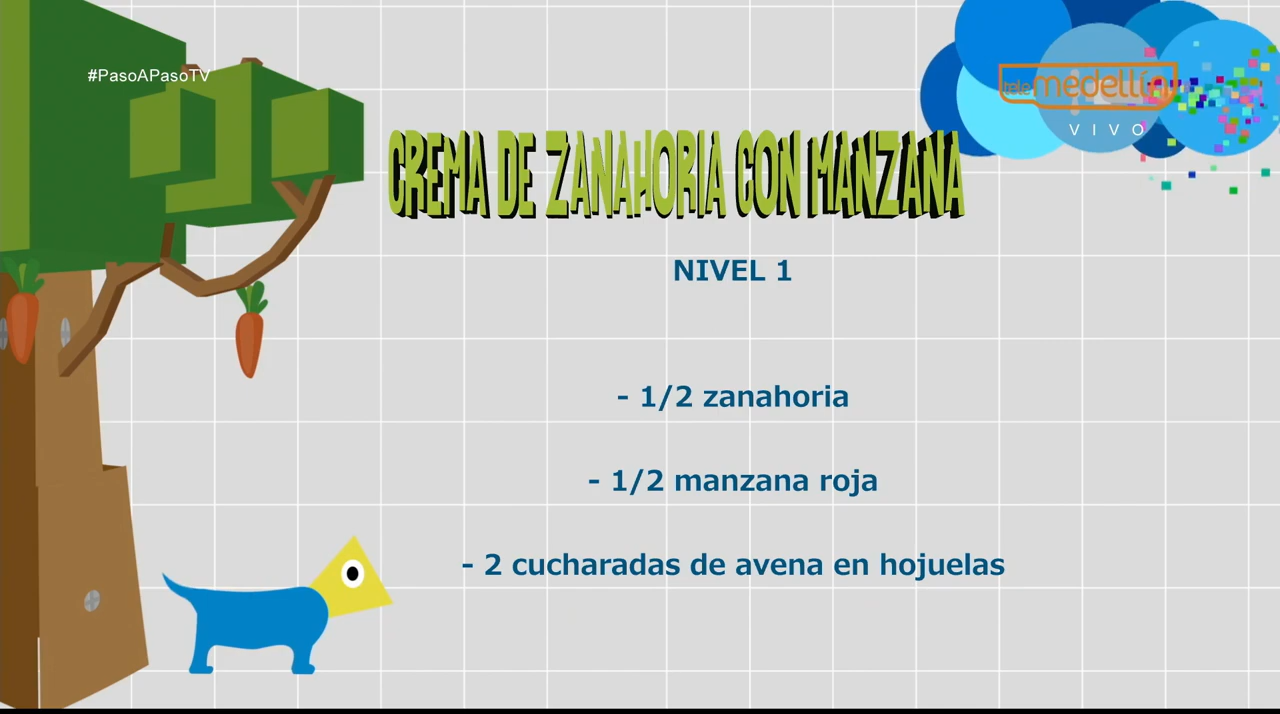 #PasoAPasoTV
telemedellín
VIVO
CREMA DE ZANAHORIA CON MANZANA
NIVEL 1
- 1/2 zanahoria
- 1/2 manzana roja
- 2 cucharadas de avena en hojuelas